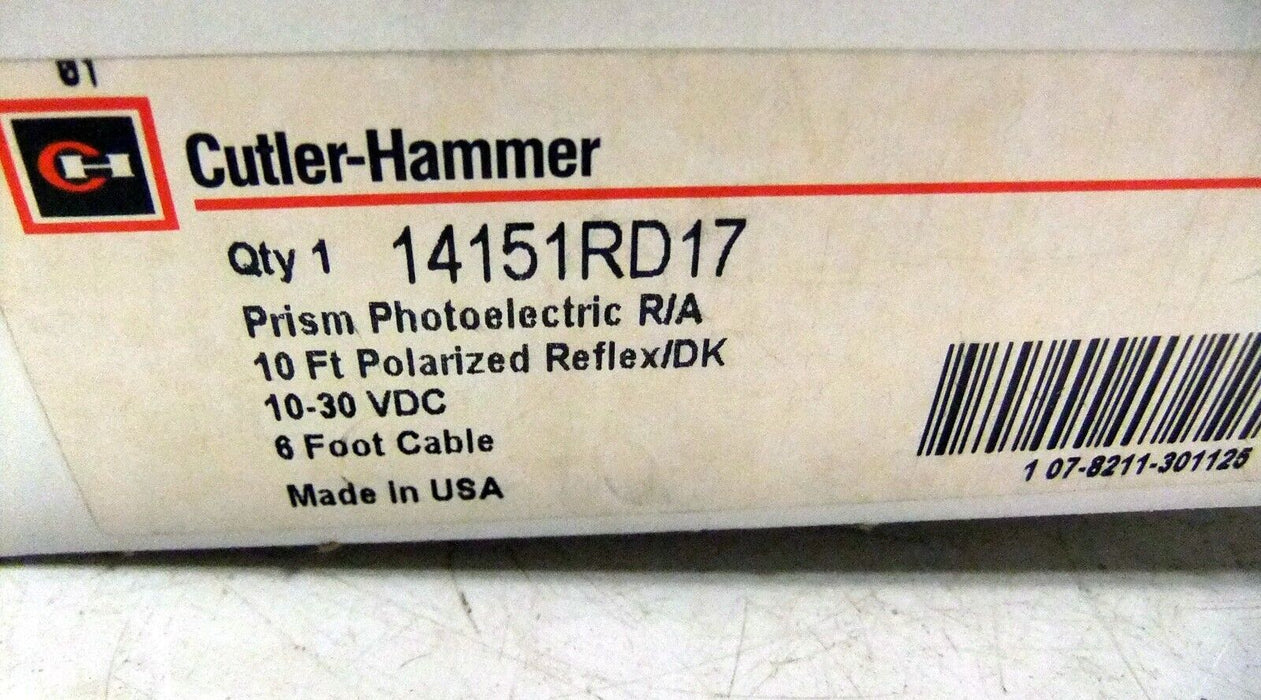 01
CH
Cutler-Hammer
Qty 1 14151RD17
Prism Photoelectric R/A
10 Ft Polarized Reflex/DK
10-30 VDC
6 Foot Cable
Made In USA
1 07-8211-301125